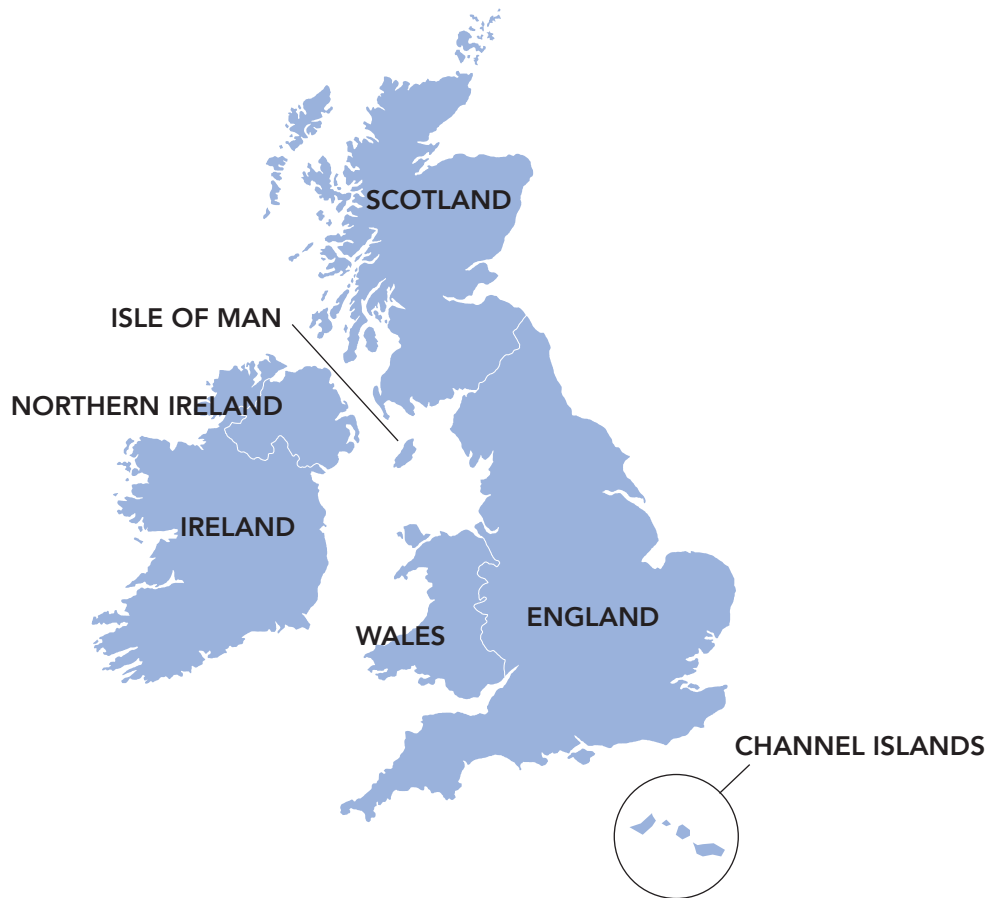 SCOTLAND
ISLE OF MAN
NORTHERN IRELAND
IRELAND
ENGLAND
WALES
CHANNEL ISLANDS